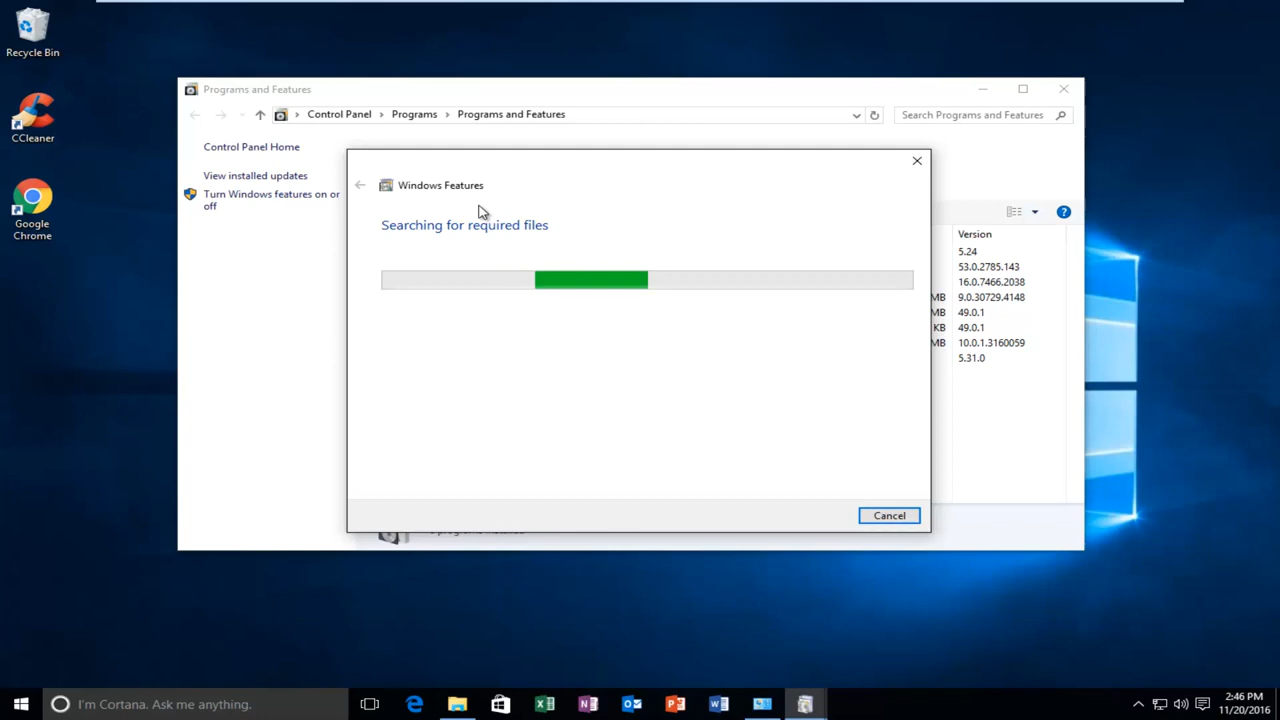 Recycle Bin
CCleaner
Google
Chrome
Programs and Features
Control Panel > Programs > Programs and Features
Search Programs and Features
Control Panel Home
View installed updates
Turn Windows features on or
off
Windows Features
Searching for required files
Cancel
Version
5.24
53.0.2785.143
16.0.7466.2038
MB 9.0.30729.4148
MB 49.0.1
KB 49.0.1
MB 10.0.1.3160059
5.31.0
I'm Cortana. Ask me anything.
2:46 PM
11/20/2016